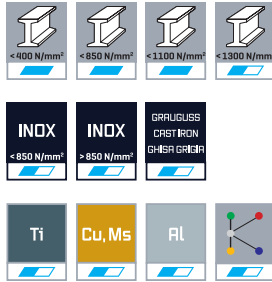 <400 N/mm² <850 N/mm² <1100 N/mm² <1300 N/mm²
INOX INOX GRAUGUSS
CAST IRON
GHISA GRIGIA
<850 N/mm² >850 N/mm²
Ti Cu, Ms Al